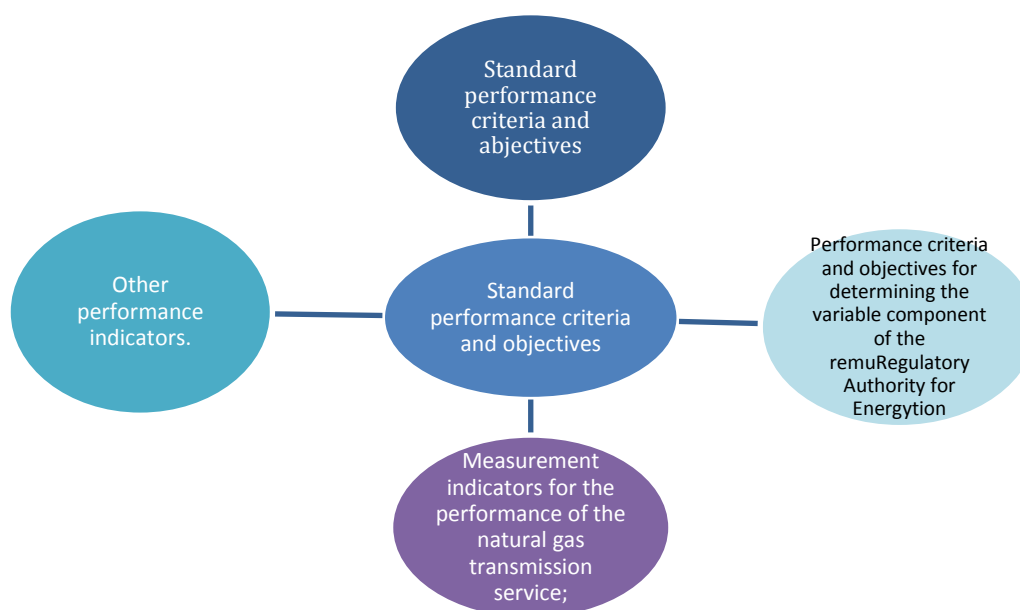 Standard
performance
criteria and
abjectives
Other
performance
indicators.
Standard
performance criteria
and objectives
Performance criteria
and objectives for
determining the
variable component
of the
remuRegulatory
Authority for
Energytion
Measurement
indicators for the
performance of the
natural gas
transmission
service;